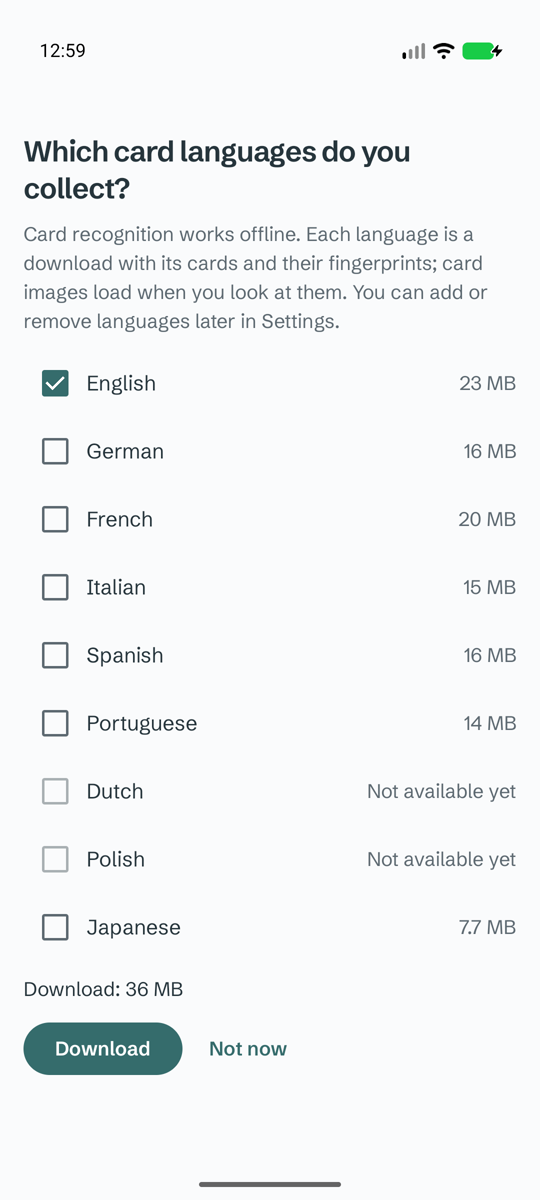 12:59
Which card languages do you
collect?
Card recognition works offline. Each language is a
download with its cards and their fingerprints; card
images load when you look at them. You can add or
remove languages later in Settings.
English 23 MB
German 16 MB
French 20 MB
Italian 15 MB
Spanish 16 MB
Portuguese 14 MB
Dutch Not available yet
Polish Not available yet
Japanese 7.7 MB
Download: 36 MB
Download Not now